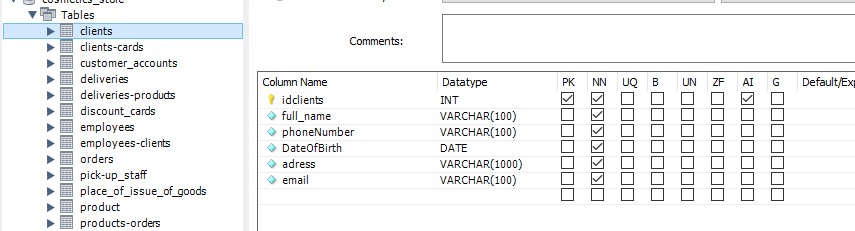 cosmetics_store
Tables
clients
clients-cards
customer_accounts
deliveries
deliveries-products
discount_cards
employees
employees-clients
orders
pick-up_staff
place_of_issue_of_goods
product
products-orders
Comments:
Column Name Datatype PK NN UQ B UN ZF AI G Default/Exp
idclients INT
full_name VARCHAR(100)
phoneNumber VARCHAR(100)
DateOfBirth DATE
adress VARCHAR(1000)
email VARCHAR(100)